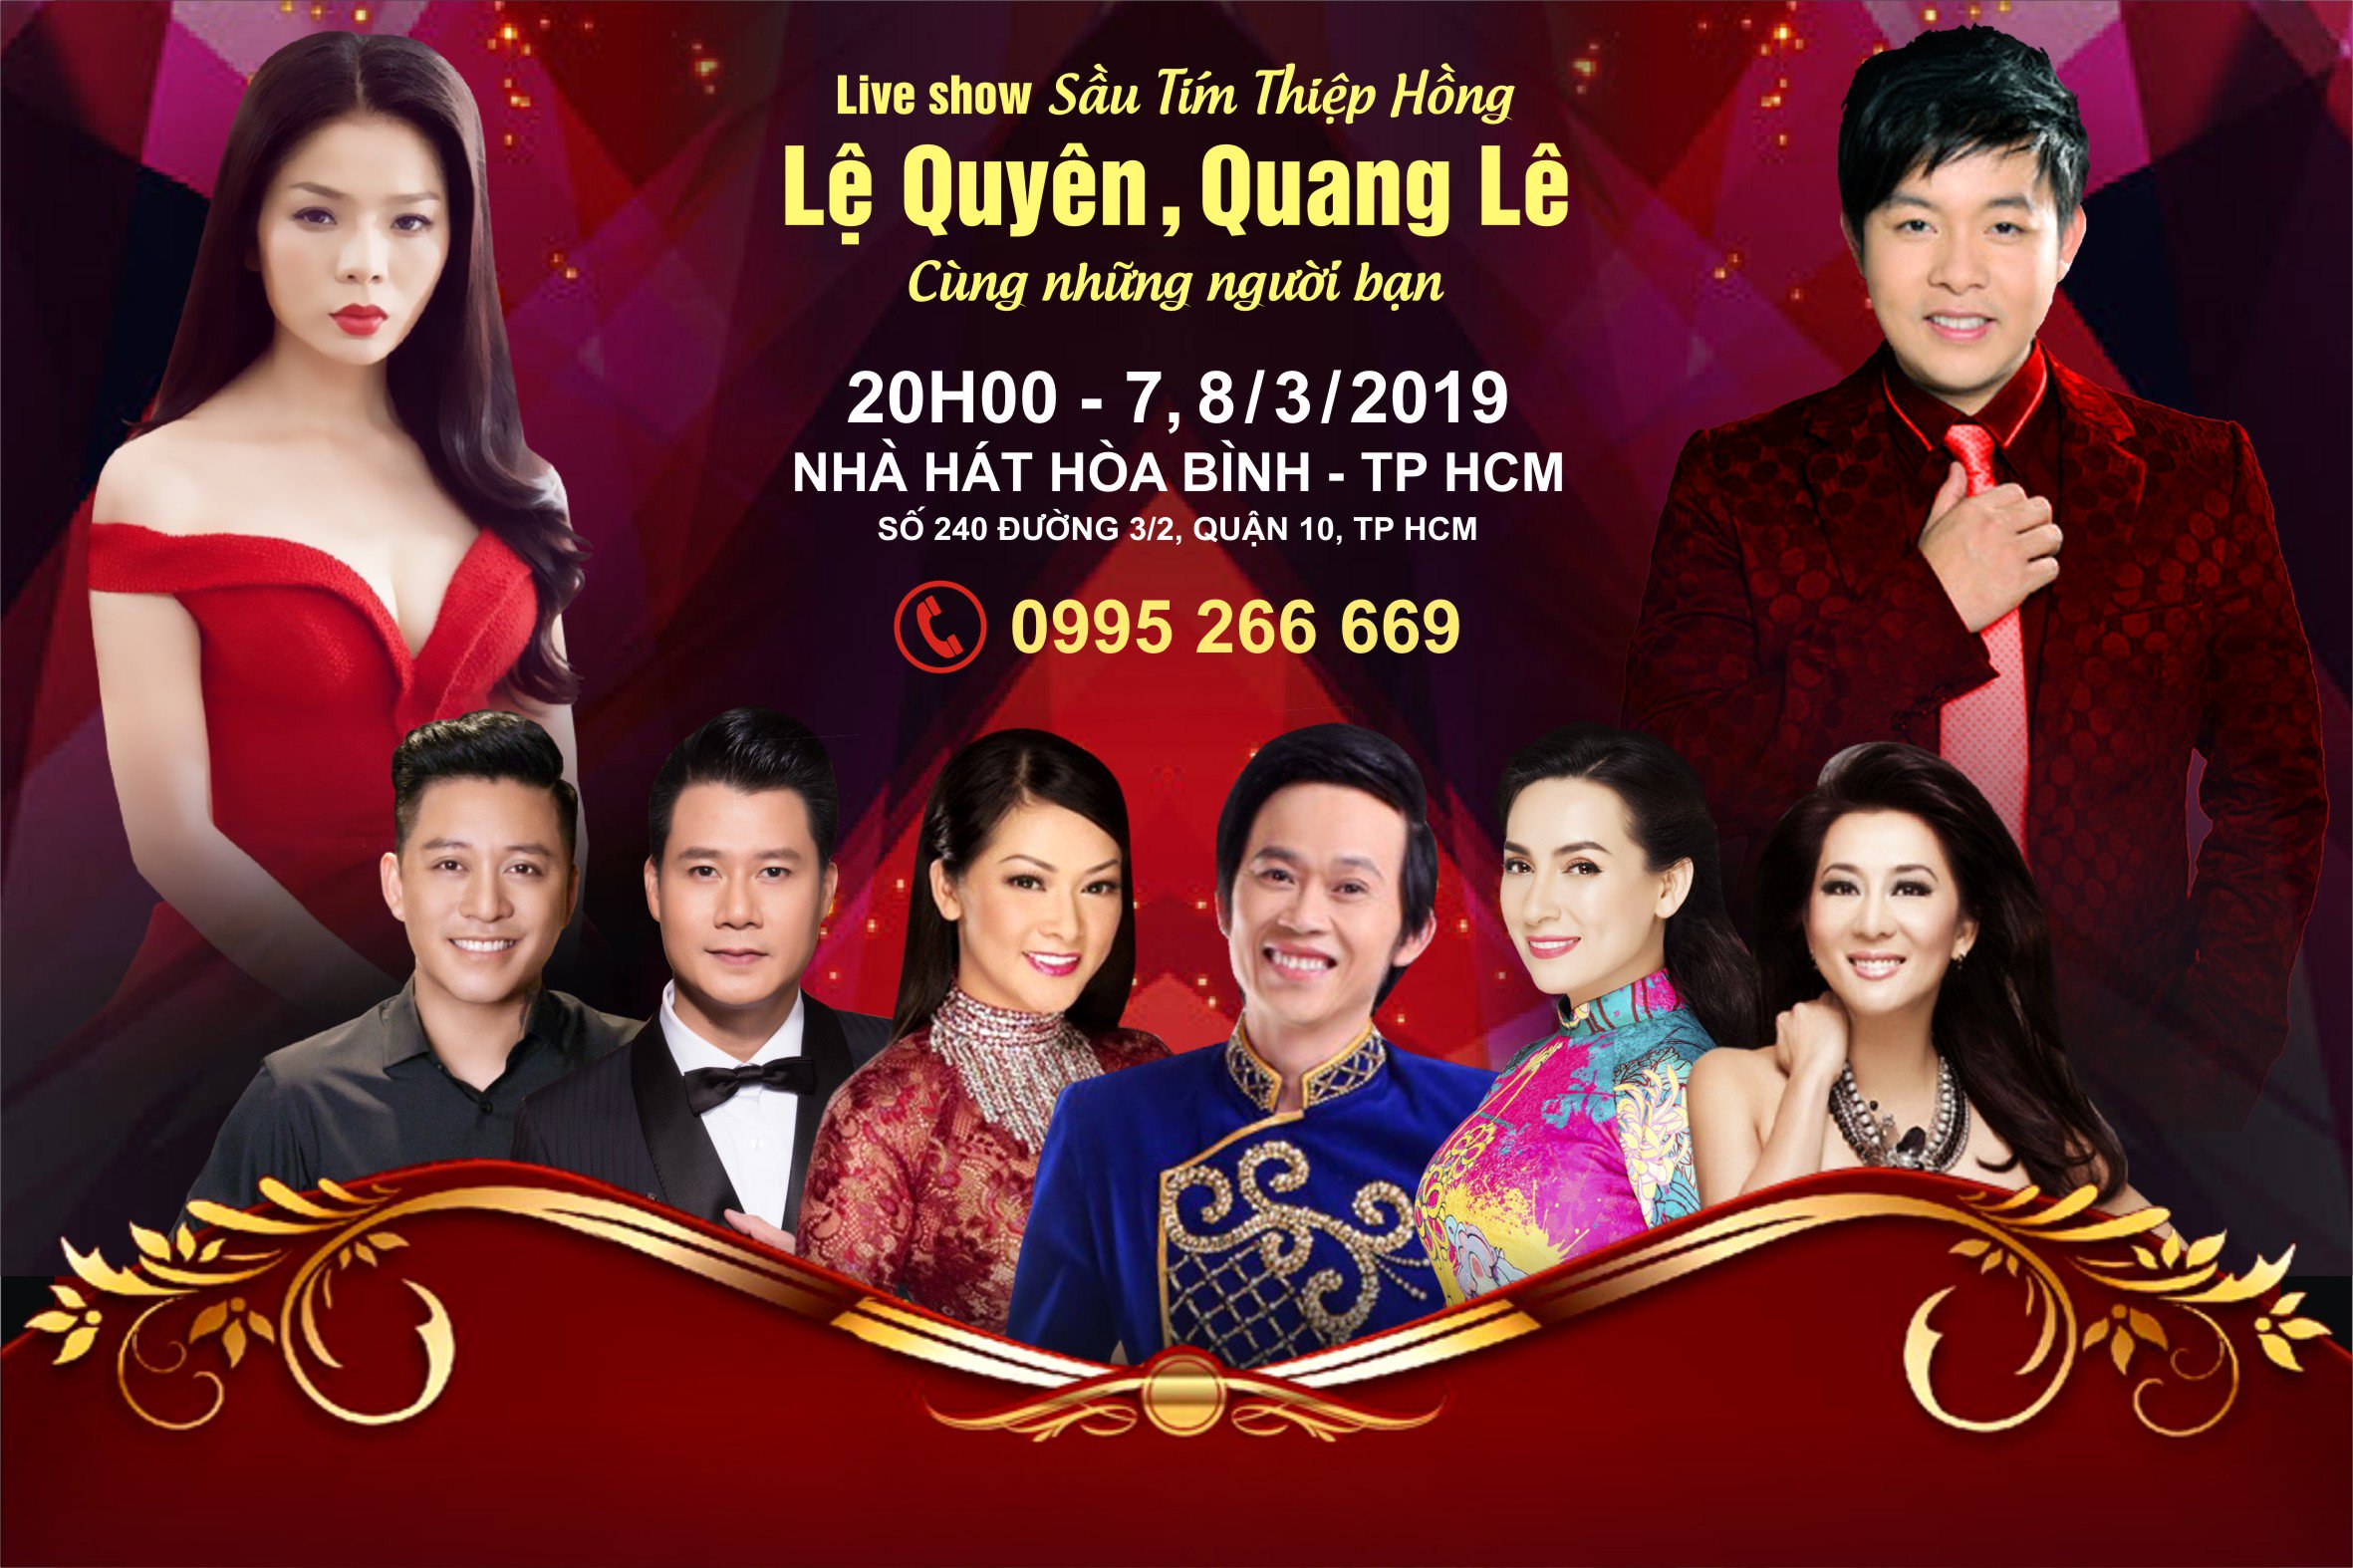 Live show Sầu Tím Thiệp Hồng
Lệ Quyên, Quang Lê
Cùng những người bạn
20H00 - 7, 8/3/2019
NHÀ HÁT HÒA BÌNH - TP HCM
SỐ 240 ĐƯỜNG 3/2, QUẬN 10, TP HCM
0995 266 669